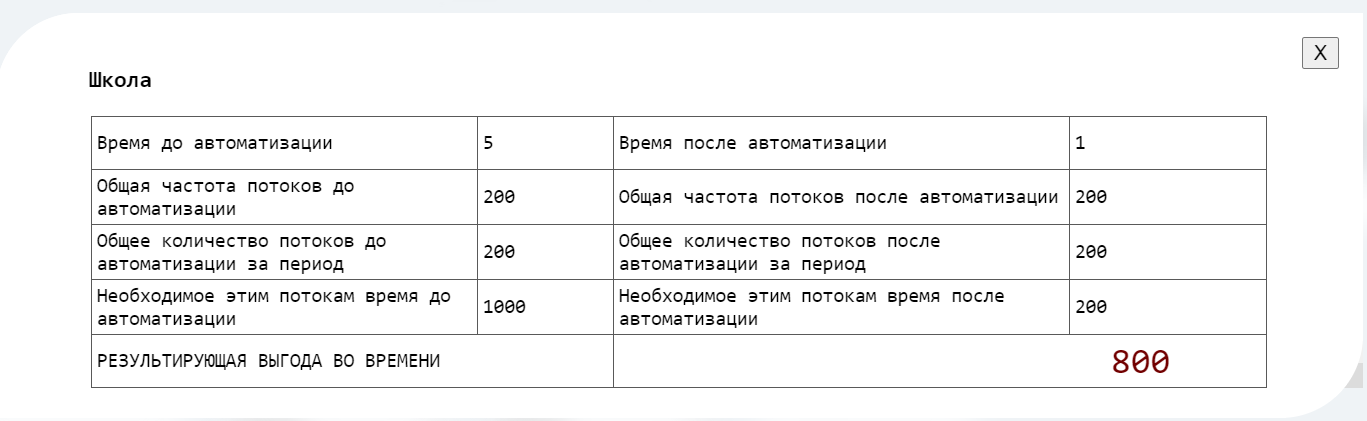 X
Школа
Время до автоматизации 5 Время после автоматизации 1
Общая частота потоков до
автоматизации 200 Общая частота потоков после автоматизации 200
Общее количество потоков до
автоматизации за период 200 Общее количество потоков после
автоматизации за период 200
Необходимое этим потокам время до
автоматизации 1000 Необходимое этим потокам время после
автоматизации 200
РЕЗУЛЬТИРУЮЩАЯ ВЫГОДА ВО ВРЕМЕНИ 800